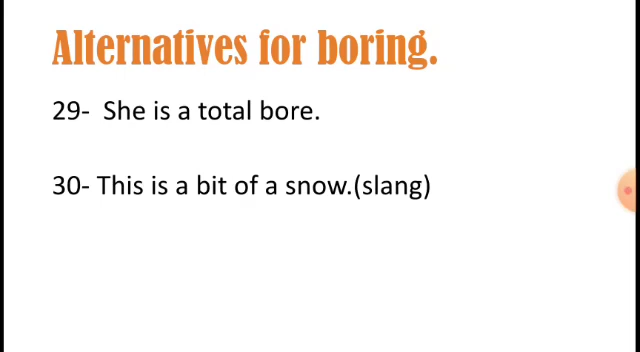 Alternatives for boring.
29- She is a total bore.
30- This is a bit of a snow.(slang)